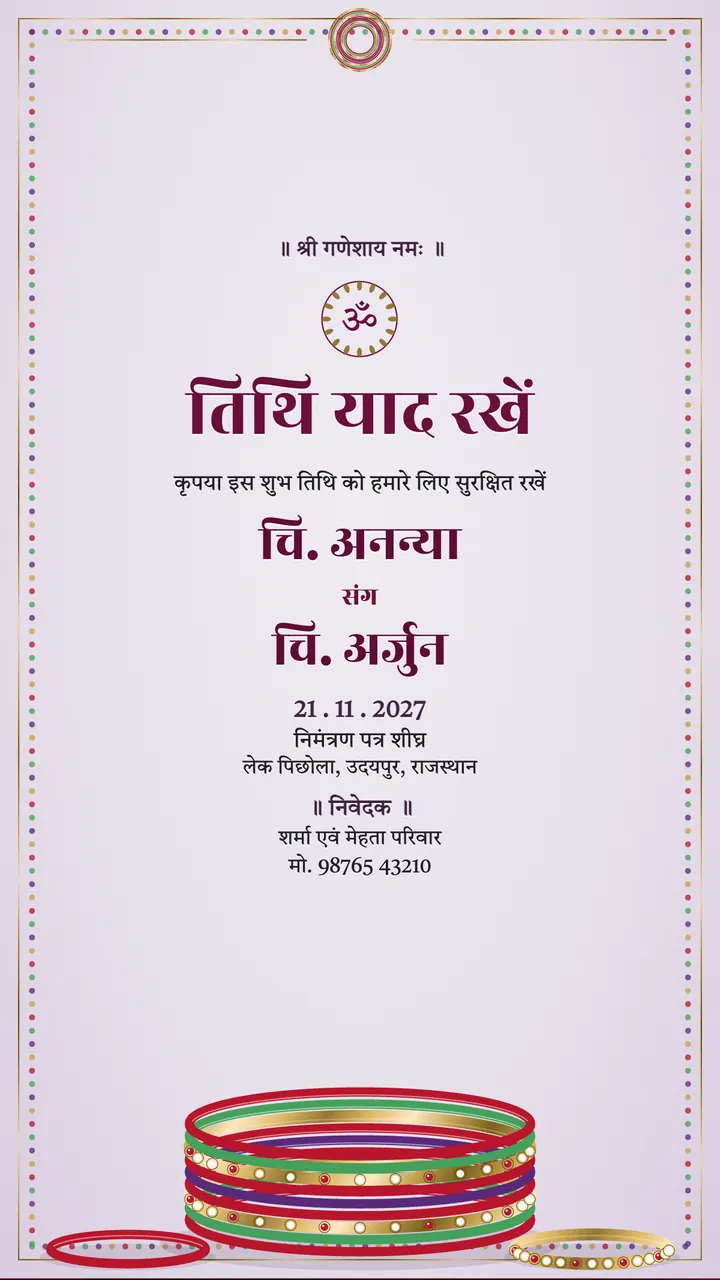 ॥ श्री गणेशाय नमः ॥
ॐ
तिथि याद रखें
कृपया इस शुभ तिथि को हमारे लिए सुरक्षित रखें
चि. अनन्या
संग
चि. अर्जुन
21 . 11 . 2027
निमंत्रण पत्र शीघ्र
लेक पिछोला, उदयपुर, राजस्थान
॥ निवेदक ॥
शर्मा एवं मेहता परिवार
मो. 98765 43210